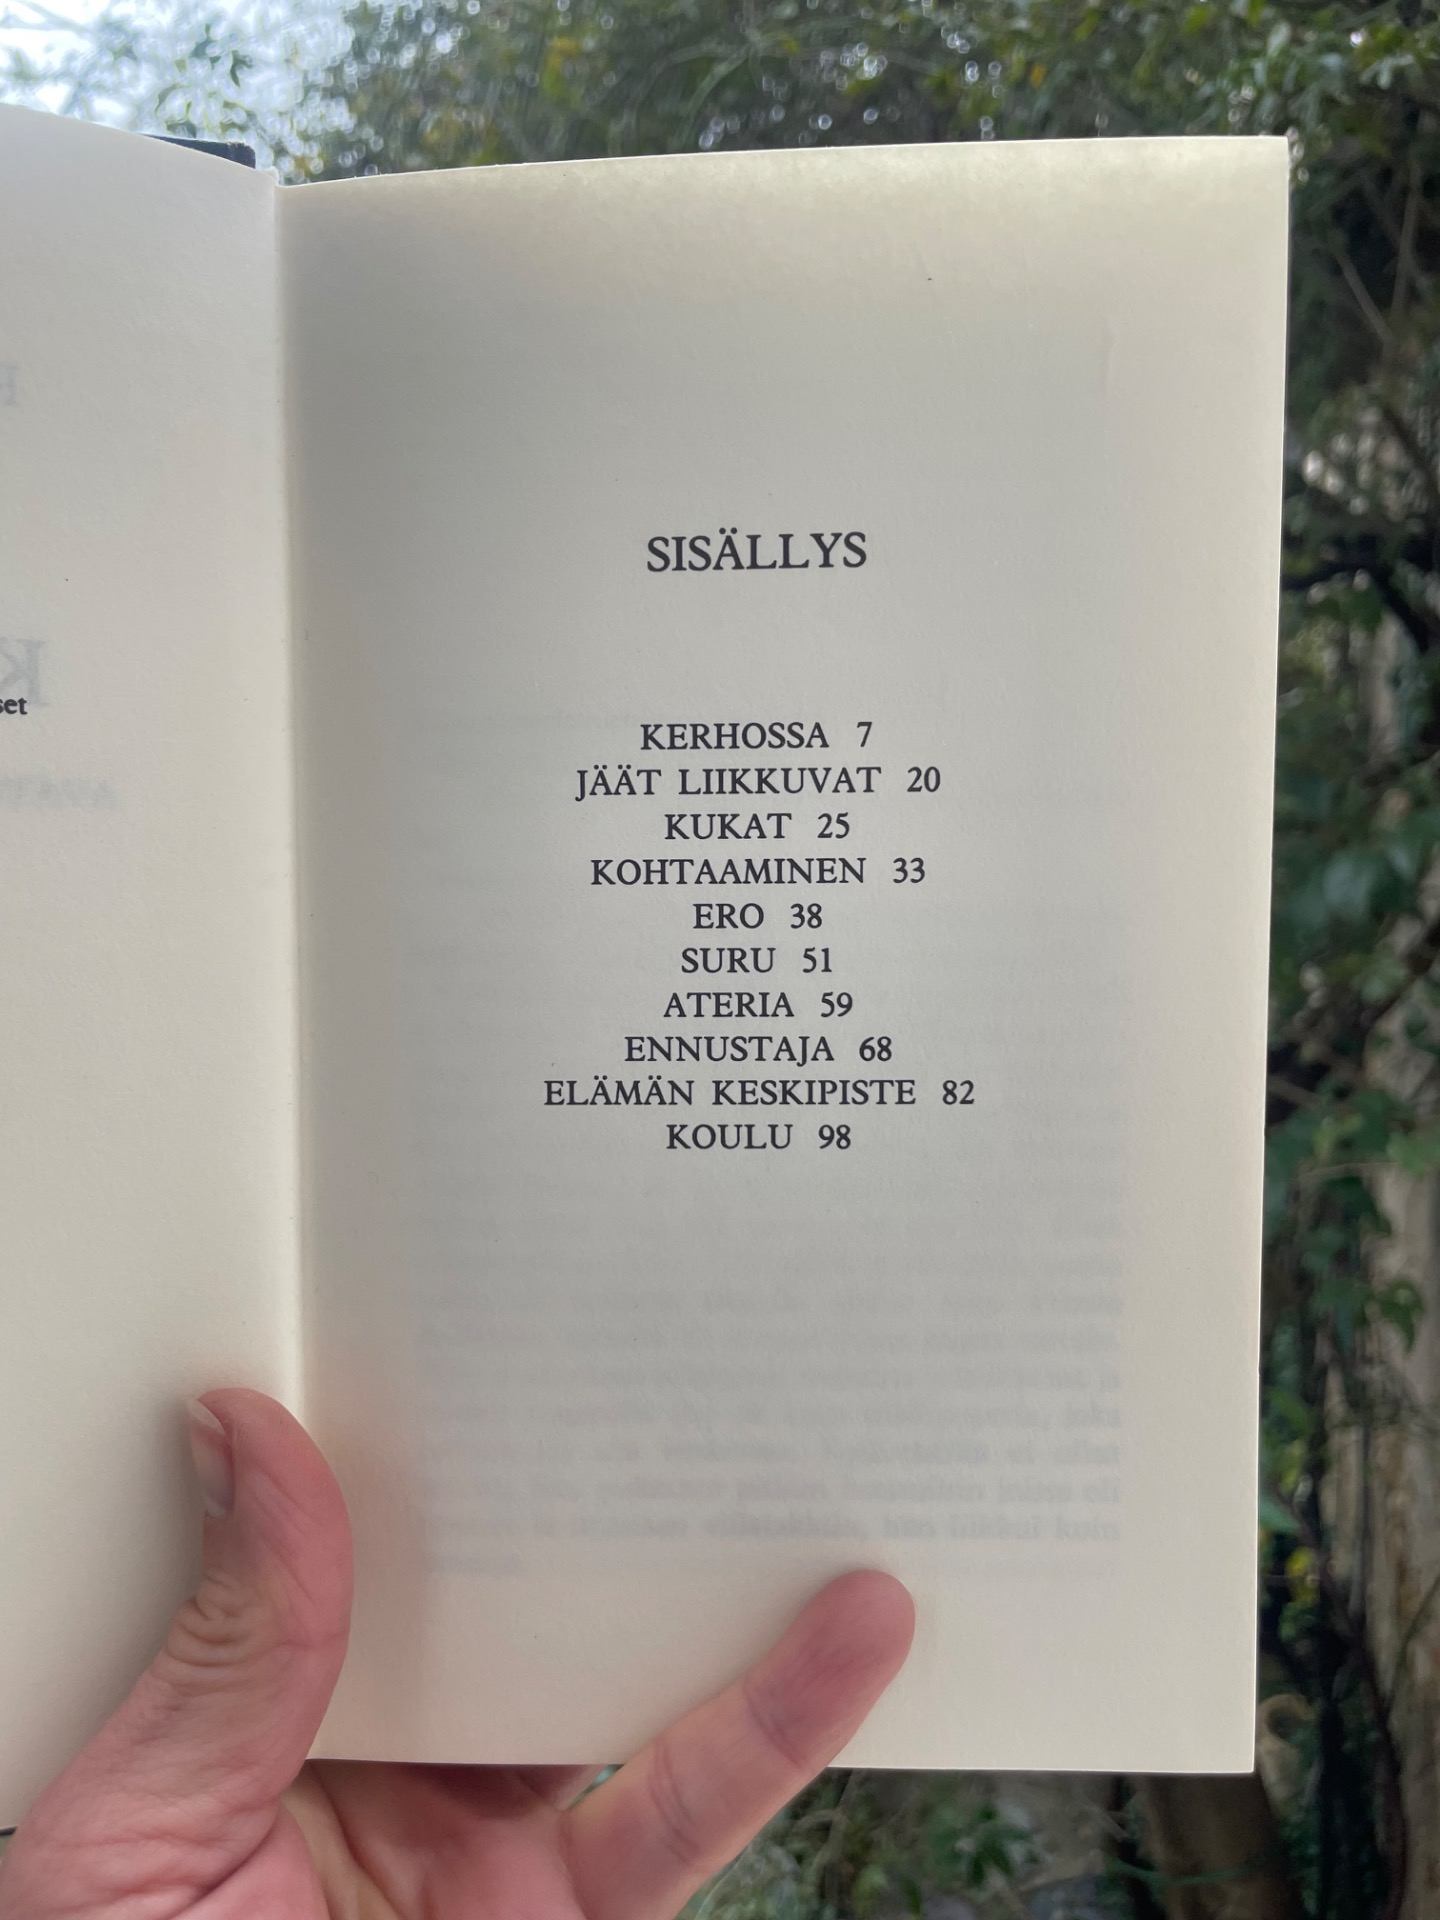 set
SISÄLLYS
KERHOSSA 7
JÄÄT LIIKKUVAT 20
KUKAT 25
KOHTAAMINEN 33
ERO 38
SURU 51
ATERIA 59
ENNUSTAJA 68
ELÄMÄN KESKIPISTE 82
KOULU 98